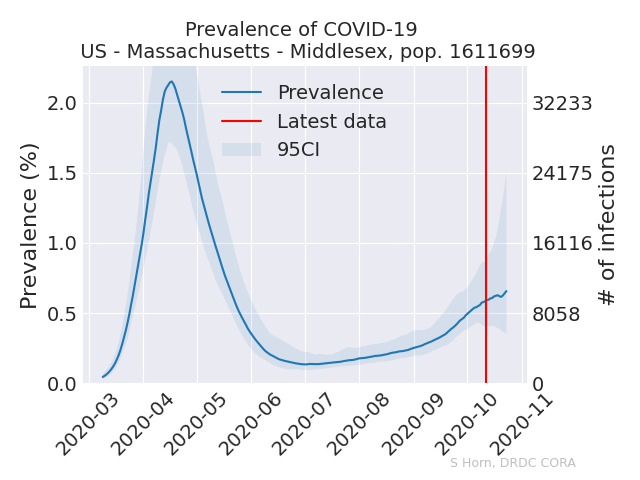 Prevalence of COVID-19
US - Massachusetts - Middlesex, pop. 1611699
Prevalence
Latest data
95CI
Prevalence (%)
2.0
1.5
1.0
0.5
0.0
# of infections
32233
24175
16116
8058
0
2020-03
2020-04
2020-05
2020-06
2020-07
2020-08
2020-09
2020-10
2020-11
S Horn, DRDC CORA